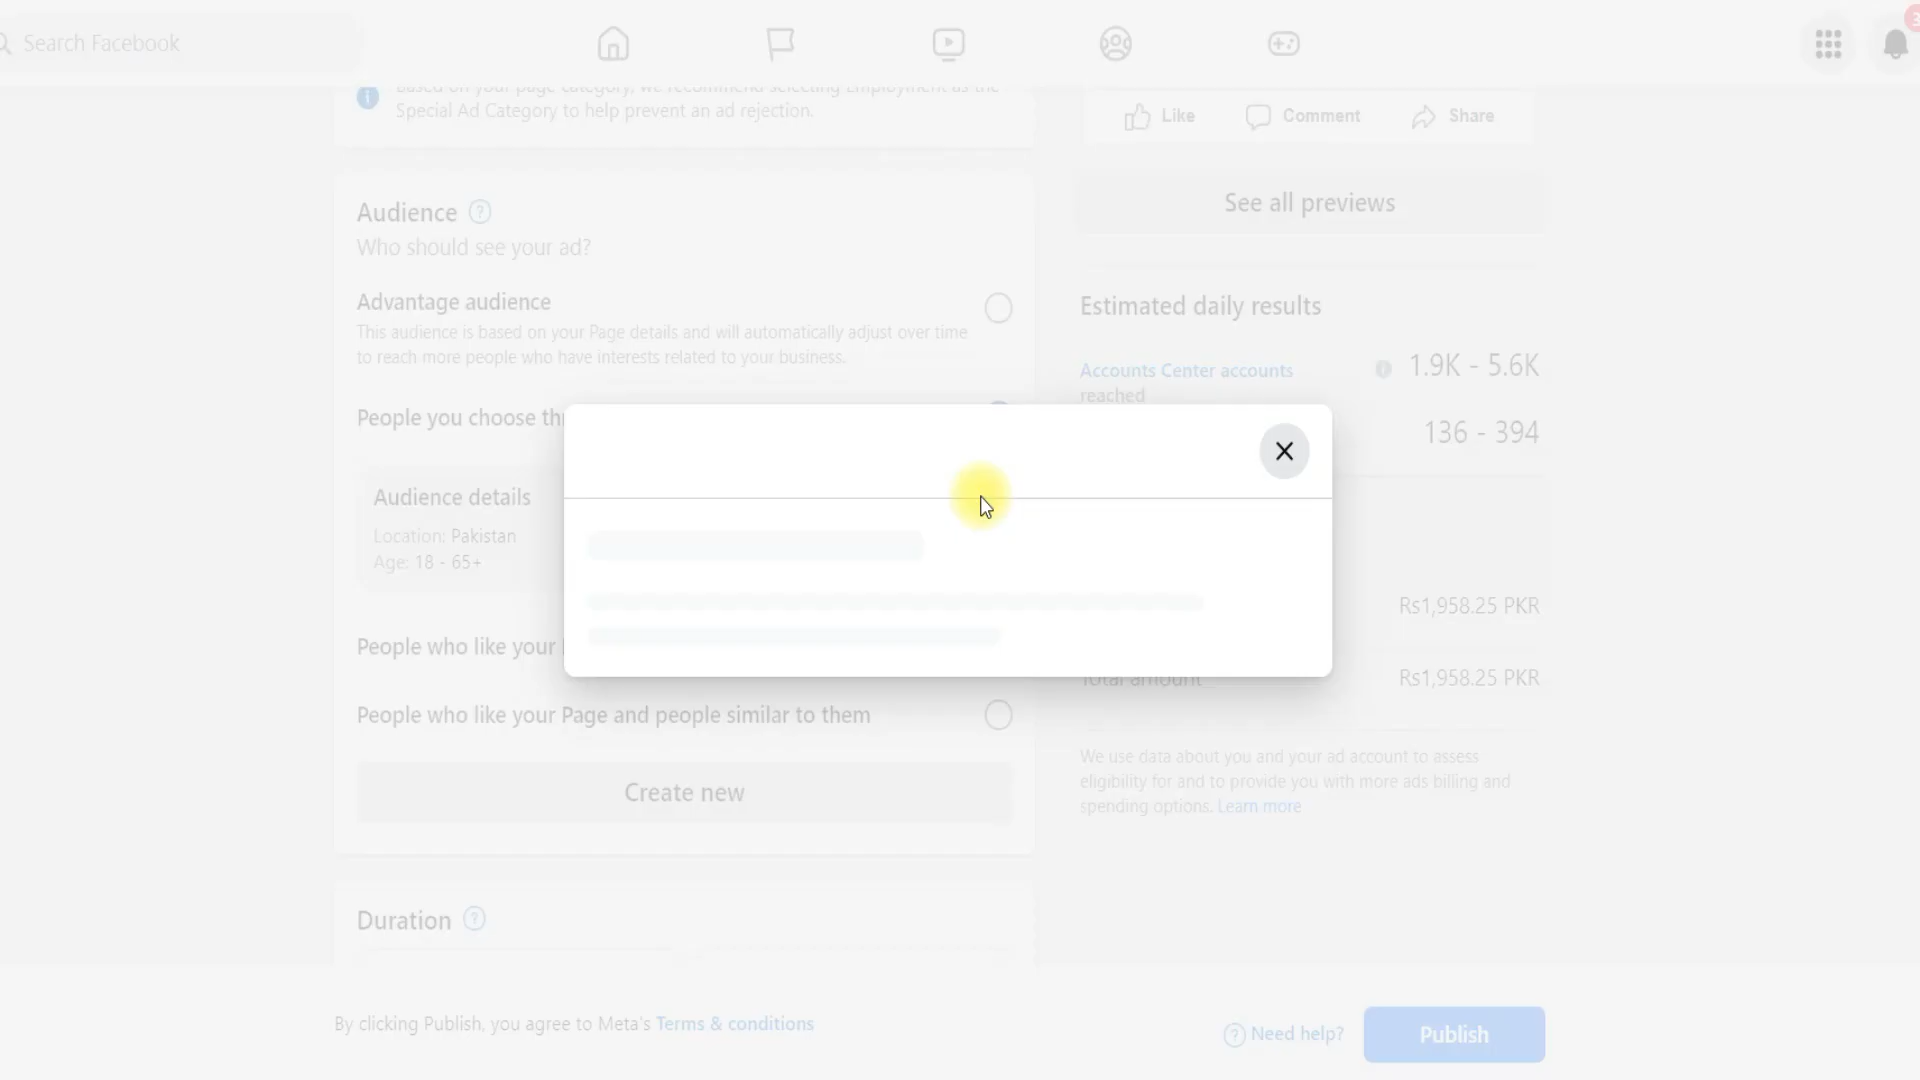 Search Facebook
3
Based on your page category, we recommend selecting Employment as the
Special Ad Category to help prevent an ad rejection.
Like
Comment
Share
See all previews
Audience
Who should see your ad?
Advantage audience
This audience is based on your Page details and will automatically adjust over time
to reach more people who have interests related to your business.
People you choose
Audience details
Location: Pakistan
Age: 18 - 65+
People who like your
People who like your Page and people similar to them
Create new
Duration
Estimated daily results
Accounts Center accounts
reached
1.9K - 5.6K
136 - 394
Rs1,958.25 PKR
Total amount
Rs1,958.25 PKR
We use data about you and your ad account to assess
eligibility for and to provide you with more ads billing and
spending options. Learn more
By clicking Publish, you agree to Meta's Terms & conditions
Need help?
Publish